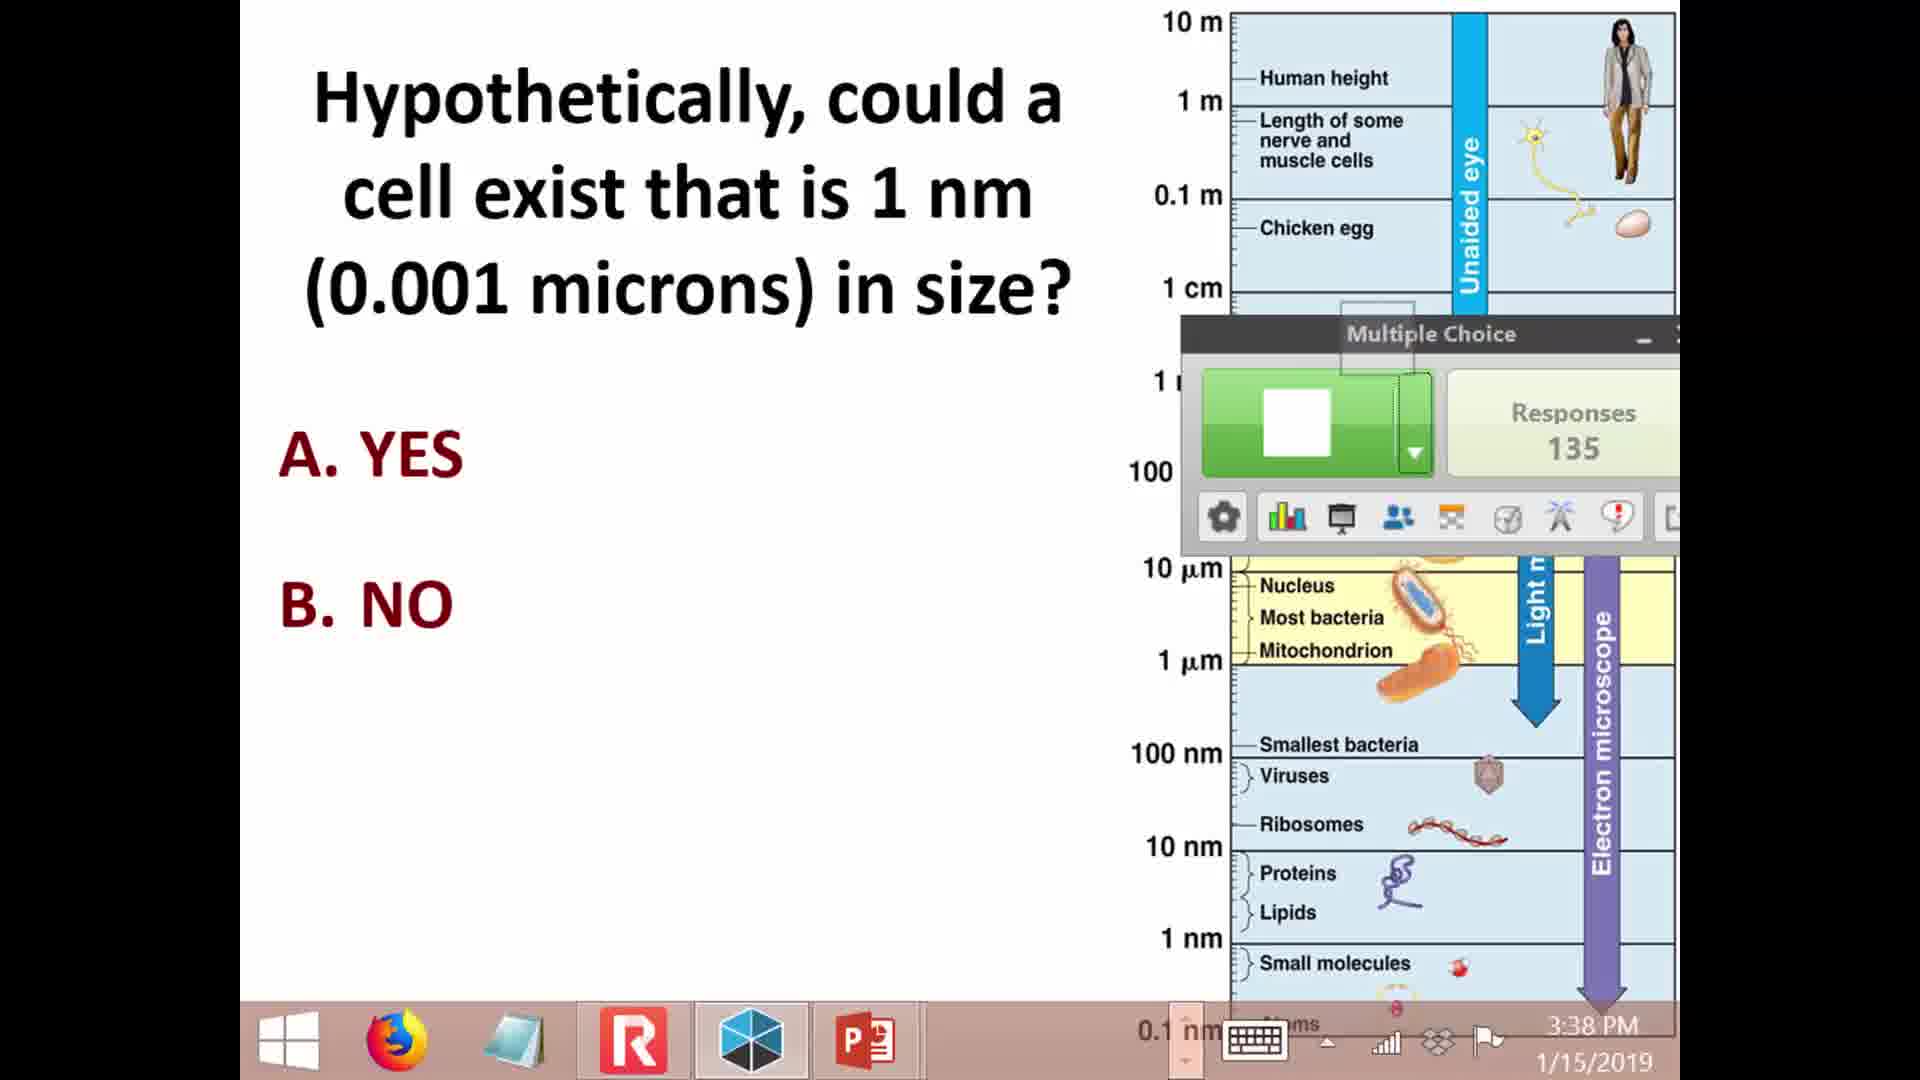 Hypothetically, could a
cell exist that is 1 nm
(0.001 microns) in size?
A. YES
B. NO
10 m
Human height
1 m
Length of some
nerve and
muscle cells
0.1 m
Chicken egg
1 cm
Unaided eye
Multiple Choice
1
Responses
135
100
10 μm
Nucleus
Most bacteria
Mitochondrion
1 μm
Light
Electron microscope
Smallest bacteria
100 nm
Viruses
Ribosomes
10 nm
Proteins
Lipids
1 nm
Small molecules
0.1 nm
3:38 PM
1/15/2019